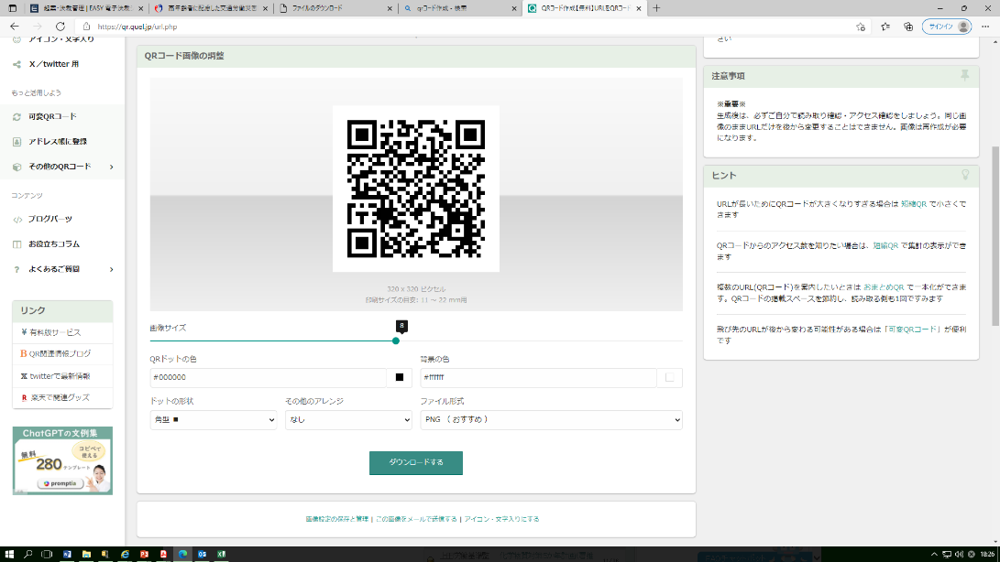 起案・決裁管理 | EASY 電子決裁
高年齢者に配慮した交通労働災害
ファイルのダウンロード
qrコード作成 - 検索
QRコード作成【無料】URLをQRコード
https://qr.quel.jp/url.php
サインイン
アイコン・文字入り
X／twitter 用
もっと活用しよう
可変QRコード
アドレス帳に登録
その他のQRコード
コンテンツ
ブログパーツ
お役立ちコラム
よくあるご質問
リンク
¥ 有料版サービス
B QR関連情報ブログ
X twitterで最新情報
R 楽天で関連グッズ
ChatGPTの文例集
コピペで
使える
無料
280
テンプレート
promptia
QRコード画像の調整
320 x 320 ピクセル
印刷サイズの目安: 11 ～ 22 mm用
画像サイズ
8
QRドットの色
背景の色
#000000
#ffffff
ドットの形状
その他のアレンジ
ファイル形式
角型 ■
なし
PNG （ おすすめ ）
ダウンロードする
画像設定の保存と管理 | この画像をメールで送信する | アイコン・文字入りにする
さい
注意事項
※重要※
生成後は、必ずご自分で読み取り確認・アクセス確認をしましょう。同じ画
像のままURLだけを後から変更することはできません。画像は再作成が必要
になります。
ヒント
URLが長いためにQRコードが大きくなりすぎる場合は 短縮QR で小さくで
きます
QRコードからのアクセス数を知りたい場合は、短縮QR で集計の表示ができ
ます
複数のURL(QRコード)を案内したいときは おまとめQR で一本化ができま
す。QRコードの掲載スペースを節約し、読み取る側も1回ですみます
飛び先のURLが後から変わる可能性がある場合は「可変QRコード」が便利
です
18:26